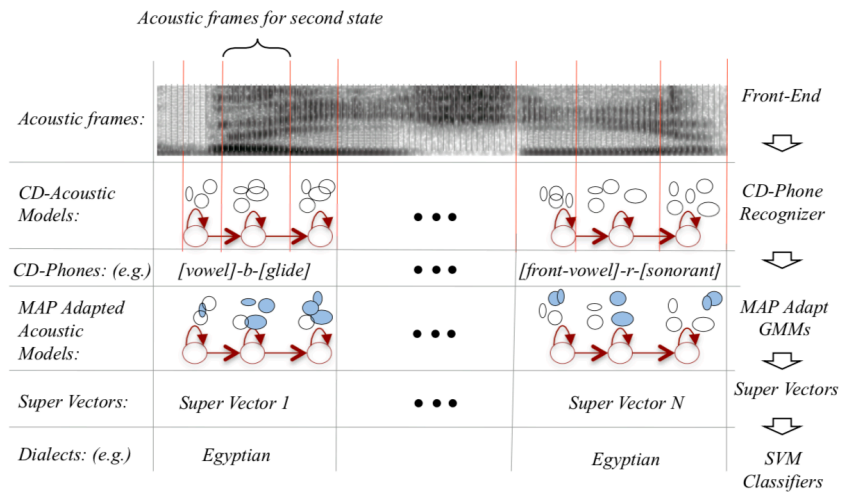 Acoustic frames for second state
Acoustic frames:
Front-End
CD-Acoustic
Models:
CD-Phone
Recognizer
CD-Phones: (e.g.)
[vowel]-b-[glide]
[front-vowel]-r-[sonorant]
MAP Adapted
Acoustic
Models:
MAP Adapt
GMMs
Super Vectors:
Super Vector 1
Super Vector N
Super Vectors
Dialects: (e.g.)
Egyptian
Egyptian
SVM
Classifiers